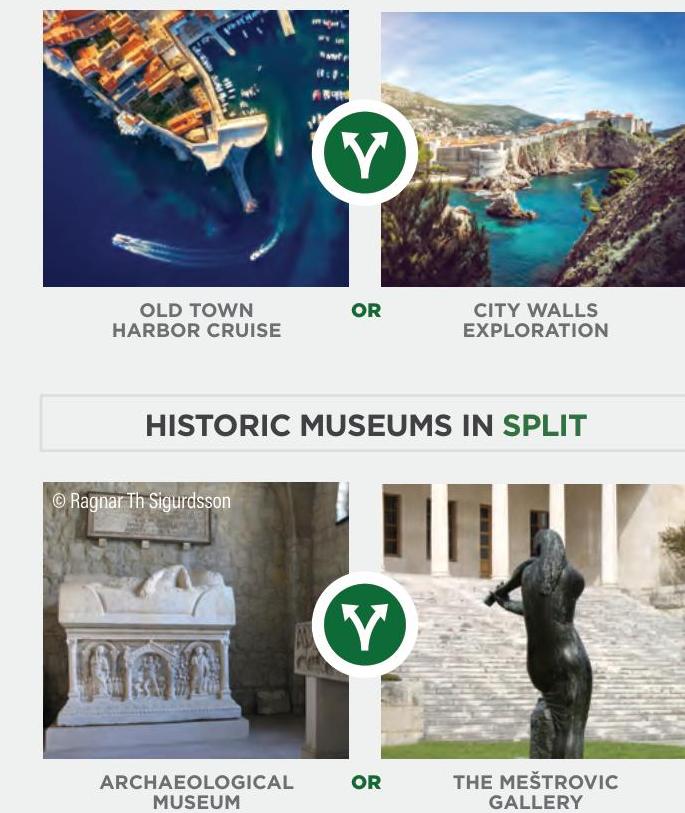 OLD TOWN
HARBOR CRUISE
OR
CITY WALLS
EXPLORATION
HISTORIC MUSEUMS IN SPLIT
© Ragnar Th Sigurdsson
ARCHAEOLOGICAL
MUSEUM
OR
THE MEŠTROVIC
GALLERY